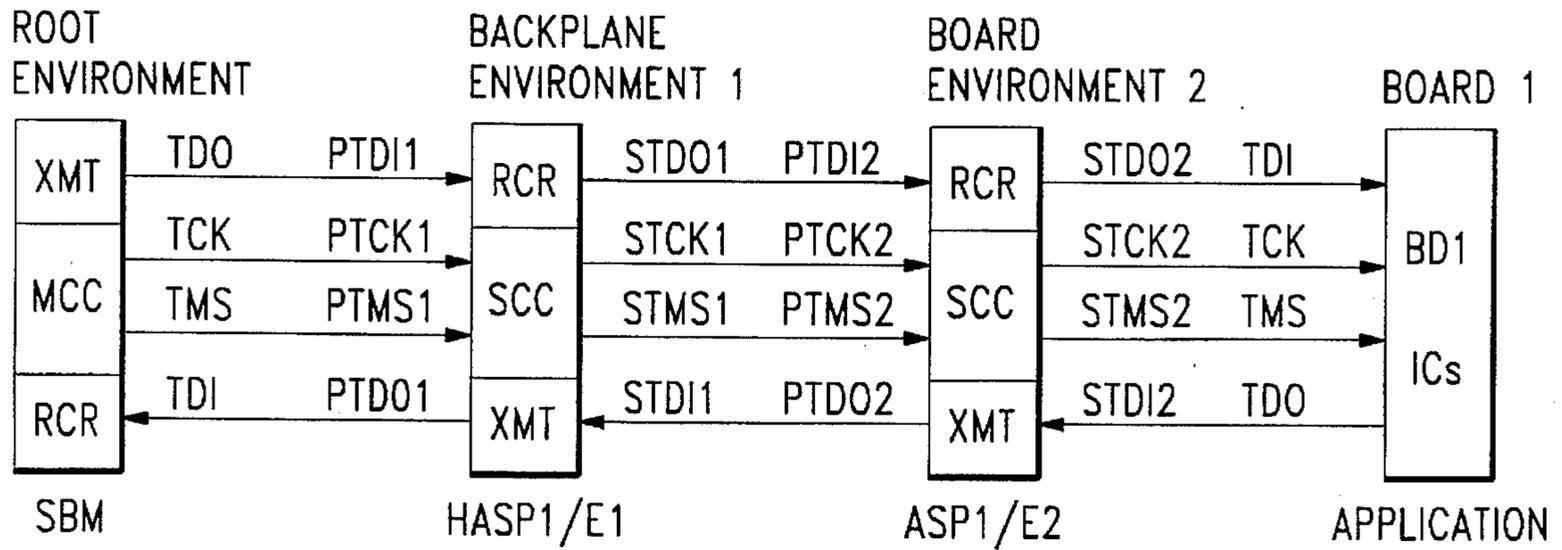 ROOT
ENVIRONMENT
BACKPLANE
ENVIRONMENT 1
BOARD
ENVIRONMENT 2
BOARD 1
XMT
TDO PTDI1
RCR
STDO1 PTDI2
RCR
STDO2 TDI
MCC
TCK PTCK1
TMS PTMS1
SCC
STCK1 PTCK2
STMS1 PTMS2
SCC
STCK2 TCK
STMS2 TMS
BD1
ICs
RCR
TDI PTDO1
XMT
STDI1 PTDO2
XMT
STDI2 TDO
SBM
HASP1/E1
ASP1/E2
APPLICATION